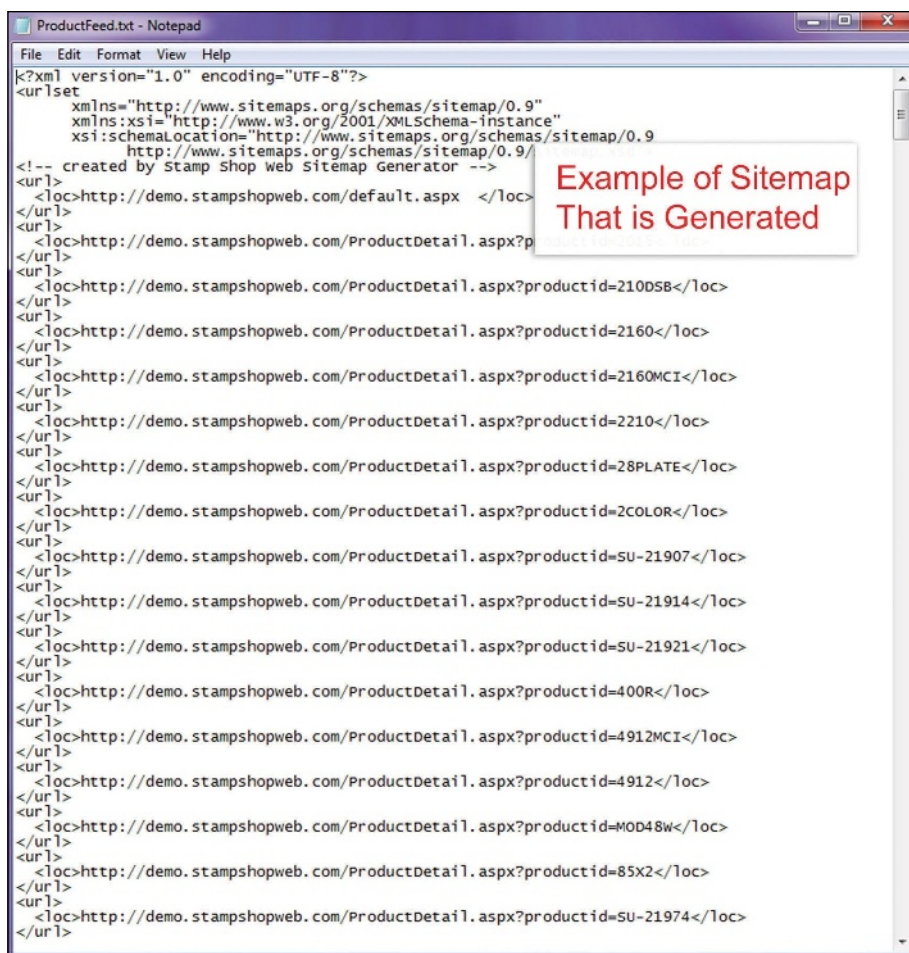 ProductFeed.txt - Notepad
File Edit Format View Help
<?xml version="1.0" encoding="UTF-8"?>
<urlset
xmlns="http://www.sitemaps.org/schemas/sitemap/0.9"
xmlns:xsi="http://www.w3.org/2001/XMLSchema-instance"
xsi:schemaLocation="http://www.sitemaps.org/schemas/sitemap/0.9
http://www.sitemaps.org/schemas/sitemap/0.9/
<!-- created by Stamp Shop Web Sitemap Generator -->
Example of Sitemap
That is Generated
<url>
<loc>http://demo.stampshopweb.com/default.aspx </loc>
</url>
<url>
<loc>http://demo.stampshopweb.com/ProductDetail.aspx?p
</url>
<url>
<loc>http://demo.stampshopweb.com/ProductDetail.aspx?productid=210DSB</loc>
</url>
<url>
<loc>http://demo.stampshopweb.com/ProductDetail.aspx?productid=2160</loc>
</url>
<url>
<loc>http://demo.stampshopweb.com/ProductDetail.aspx?productid=2160MCI</loc>
</url>
<url>
<loc>http://demo.stampshopweb.com/ProductDetail.aspx?productid=2210</loc>
</url>
<url>
<loc>http://demo.stampshopweb.com/ProductDetail.aspx?productid=28PLATE</loc>
</url>
<url>
<loc>http://demo.stampshopweb.com/ProductDetail.aspx?productid=2COLOR</loc>
</url>
<url>
<loc>http://demo.stampshopweb.com/ProductDetail.aspx?productid=SU-21907</loc>
</url>
<url>
<loc>http://demo.stampshopweb.com/ProductDetail.aspx?productid=SU-21914</loc>
</url>
<url>
<loc>http://demo.stampshopweb.com/ProductDetail.aspx?productid=SU-21921</loc>
</url>
<url>
<loc>http://demo.stampshopweb.com/ProductDetail.aspx?productid=400R</loc>
</url>
<url>
<loc>http://demo.stampshopweb.com/ProductDetail.aspx?productid=4912MCI</loc>
</url>
<url>
<loc>http://demo.stampshopweb.com/ProductDetail.aspx?productid=4912</loc>
</url>
<url>
<loc>http://demo.stampshopweb.com/ProductDetail.aspx?productid=MOD48W</loc>
</url>
<url>
<loc>http://demo.stampshopweb.com/ProductDetail.aspx?productid=85X2</loc>
</url>
<url>
<loc>http://demo.stampshopweb.com/ProductDetail.aspx?productid=SU-21974</loc>
</url>